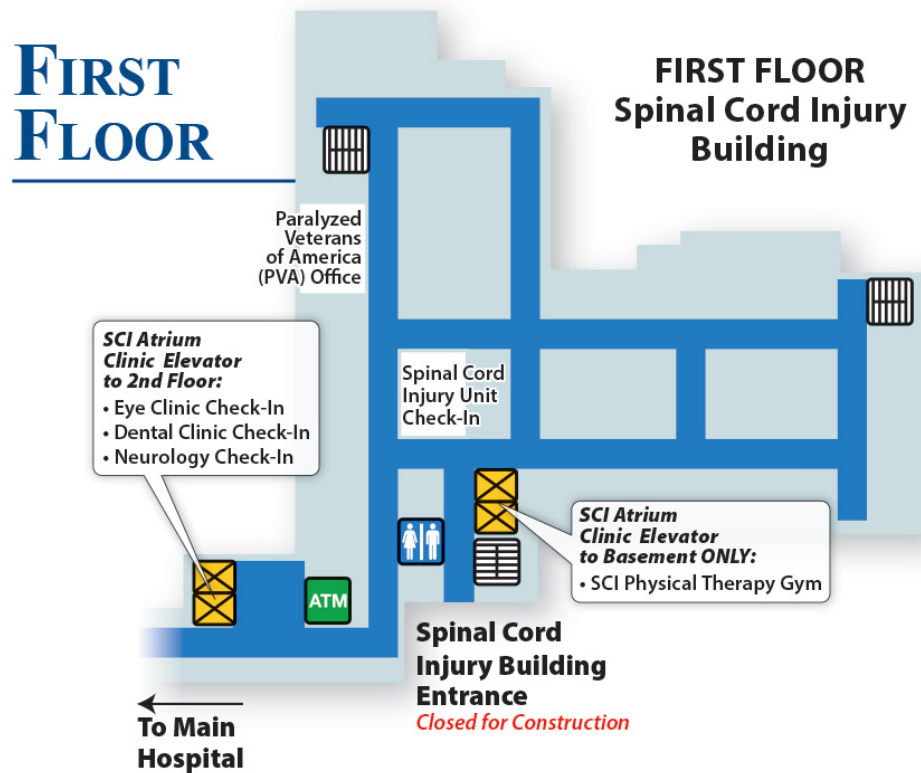 FIRST
FLOOR
FIRST FLOOR
Spinal Cord Injury
Building
Paralyzed
Veterans
of America
(PVA) Office
SCI Atrium
Clinic Elevator
to 2nd Floor:
• Eye Clinic Check-In
• Dental Clinic Check-In
• Neurology Check-In
Spinal Cord
Injury Unit
Check-In
SCI Atrium
Clinic Elevator
to Basement ONLY:
• SCI Physical Therapy Gym
ATM
Spinal Cord
Injury Building
Entrance
Closed for Construction
To Main
Hospital